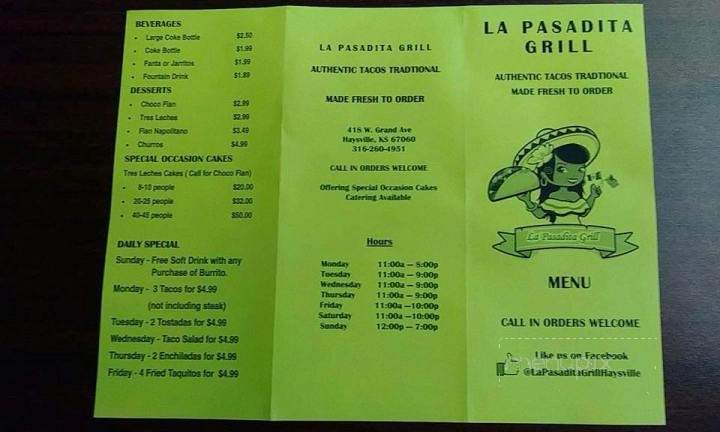 BEVERAGES
• Large Coke Bottle $2.50
• Coke Bottle $1.99
• Fanta or Jarritos $1.99
• Fountain Drink $1.89
DESSERTS
• Choco Flan $2.99
• Tres Leches $2.99
• Flan Napolitano $3.49
• Churros $4.99
SPECIAL OCCASION CAKES
Tres Leches Cakes ( Call for Choco Flan)
• 8-10 people $20.00
• 20-25 people $32.00
• 40-45 people $50.00
DAILY SPECIAL
Sunday - Free Soft Drink with any
Purchase of Burrito.
Monday - 3 Tacos for $4.99
(not including steak)
Tuesday - 2 Tostadas for $4.99
Wednesday - Taco Salad for $4.99
Thursday - 2 Enchiladas for $4.99
Friday - 4 Fried Taquitos for $4.99
LA PASADITA GRILL
AUTHENTIC TACOS TRADTIONAL
MADE FRESH TO ORDER
418 W. Grand Ave
Haysville, KS 67060
316-260-4951
CALL IN ORDERS WELCOME
Offering Special Occasion Cakes
Catering Available
Hours
Monday 11:00a — 8:00p
Tuesday 11:00a — 9:00p
Wednesday 11:00a — 9:00p
Thursday 11:00a — 9:00p
Friday 11:00a —10:00p
Saturday 11:00a —10:00p
Sunday 12:00p — 7:00p
LA PASADITA
GRILL
AUTHENTIC TACOS TRADTIONAL
MADE FRESH TO ORDER
La Pasadita Grill
MENU
CALL IN ORDERS WELCOME
Like us on Facebook
@LaPasaditaGrillHaysville